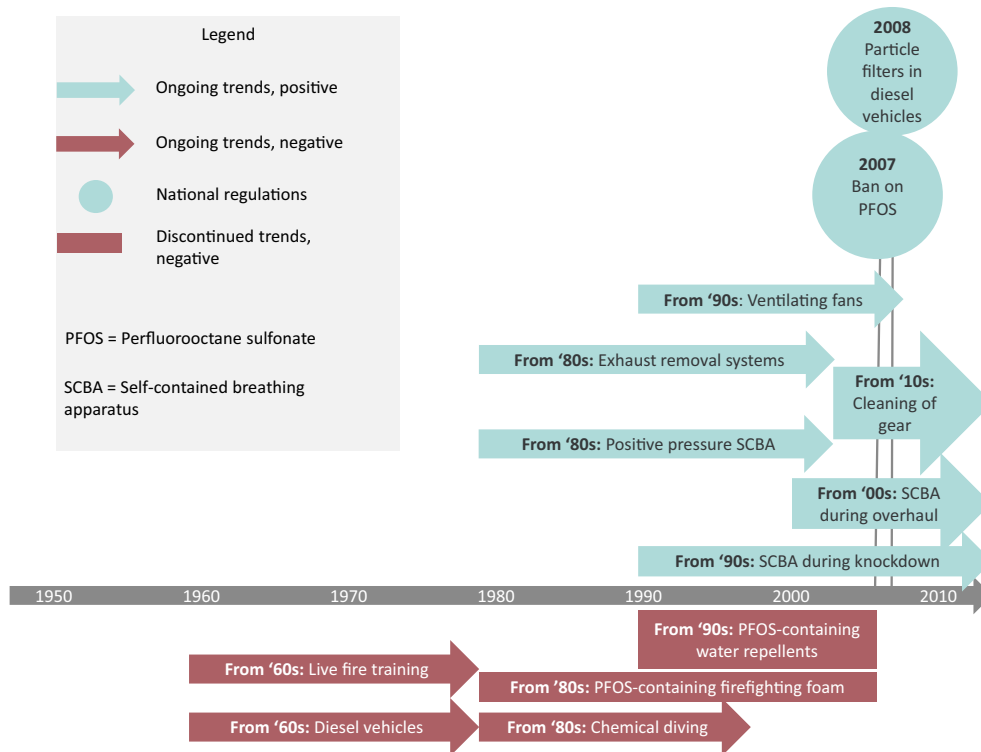 Legend
Ongoing trends, positive
Ongoing trends, negative
National regulations
Discontinued trends,
negative
PFOS = Perfluorooctane sulfonate
SCBA = Self-contained breathing
apparatus
2008
Particle
filters in
diesel
vehicles
2007
Ban on
PFOS
From ‘90s: Ventilating fans
From ‘80s: Exhaust removal systems
From ‘10s:
Cleaning of
gear
From ‘80s: Positive pressure SCBA
From ‘00s: SCBA
during overhaul
From ‘90s: SCBA during knockdown
1950 1960 1970 1980 1990 2000 2010
From ‘90s: PFOS-containing
water repellents
From ‘60s: Live fire training
From ‘80s: PFOS-containing firefighting foam
From ‘60s: Diesel vehicles
From ‘80s: Chemical diving